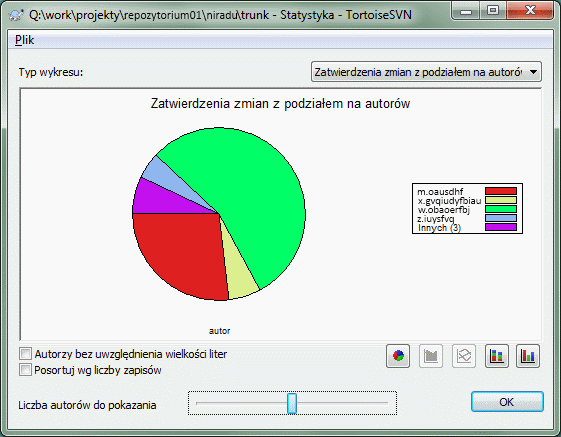 Q:\work\projekty\repozytorium01\niradu\trunk - Statystyka - TortoiseSVN
Plik
Typ wykresu:
Zatwierdzenia zmian z podziałem na autorów
Zatwierdzenia zmian z podziałem na autorów
m.oausdhf
x.gvqiudyfbiau
w.obaoerfbj
z.iuysfvq
Innych (3)
autor
Autorzy bez uwzględnienia wielkości liter
Posortuj wg liczby zapisów
Liczba autorów do pokazania
OK